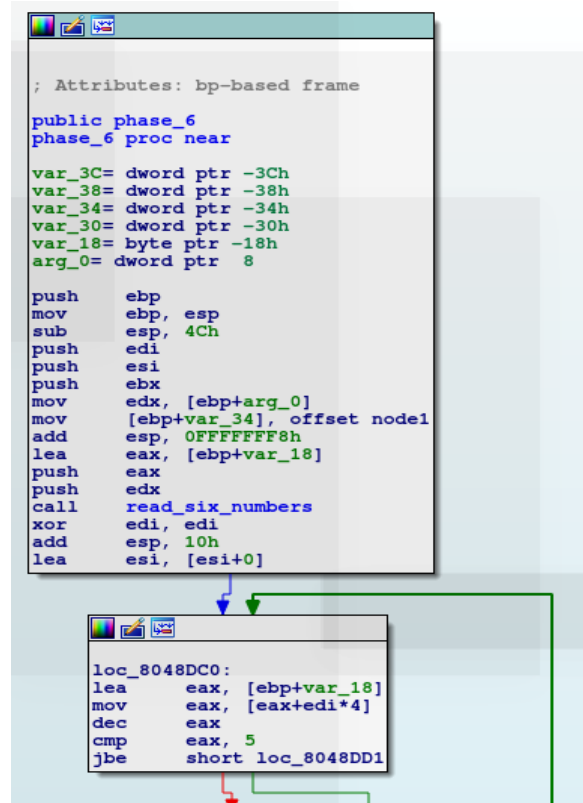 ; Attributes: bp-based frame
public phase_6
phase_6 proc near
var_3C= dword ptr -3Ch
var_38= dword ptr -38h
var_34= dword ptr -34h
var_30= dword ptr -30h
var_18= byte ptr -18h
arg_0= dword ptr  8
push    ebp
mov     ebp, esp
sub     esp, 4Ch
push    edi
push    esi
push    ebx
mov     edx, [ebp+arg_0]
mov     [ebp+var_34], offset node1
add     esp, 0FFFFFFF8h
lea     eax, [ebp+var_18]
push    eax
push    edx
call    read_six_numbers
xor     edi, edi
add     esp, 10h
lea     esi, [esi+0]
loc_8048DC0:
lea     eax, [ebp+var_18]
mov     eax, [eax+edi*4]
dec     eax
cmp     eax, 5
jbe     short loc_8048DD1